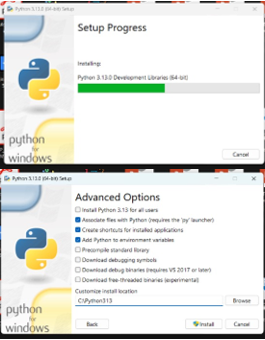 Python 3.13.0 (64-bit) Setup
Setup Progress
Installing:
Python 3.13.0 Development Libraries (64-bit)
python
for
windows
Cancel
Python 3.13.0 (64-bit) Setup
Advanced Options
Install Python 3.13 for all users
Associate files with Python (requires the 'py' launcher)
Create shortcuts for installed applications
Add Python to environment variables
Precompile standard library
Download debugging symbols
Download debug binaries (requires VS 2017 or later)
Download free-threaded binaries (experimental)
Customize install location
C:\Python313
Browse
python
for
windows
Back
Install
Cancel